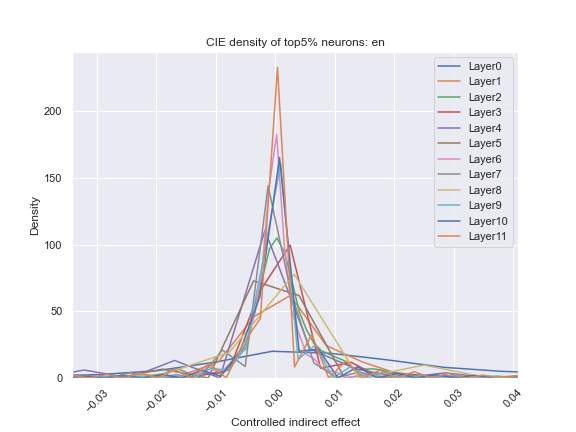 CIE density of top5% neurons: en
Density
200
150
100
50
0
-0.03
-0.02
-0.01
0.00
0.01
0.02
0.03
0.04
Controlled indirect effect
Layer0
Layer1
Layer2
Layer3
Layer4
Layer5
Layer6
Layer7
Layer8
Layer9
Layer10
Layer11